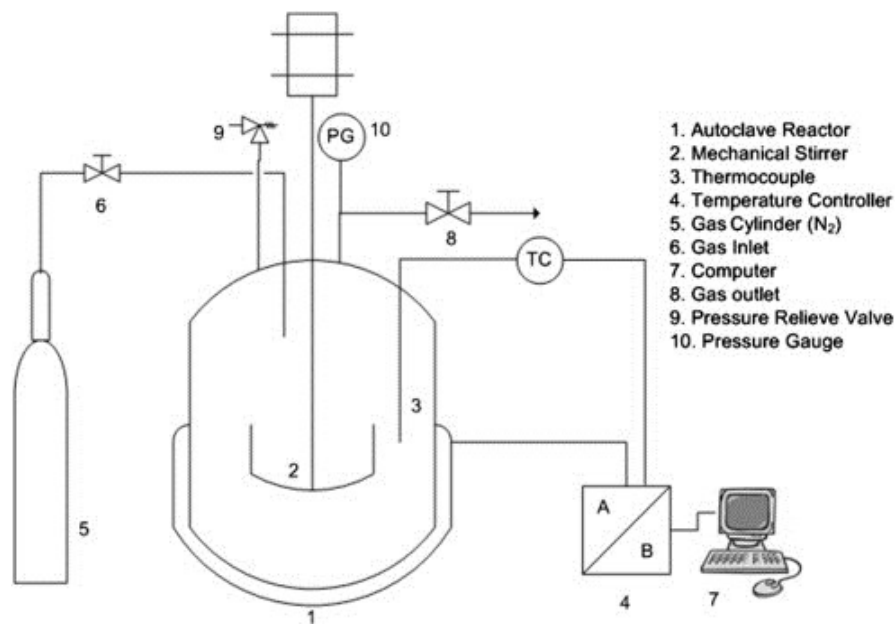 9
PG
10
6
8
TC
3
2
5
A
B
4
7
1
1. Autoclave Reactor
2. Mechanical Stirrer
3. Thermocouple
4. Temperature Controller
5. Gas Cylinder (N₂)
6. Gas Inlet
7. Computer
8. Gas outlet
9. Pressure Relieve Valve
10. Pressure Gauge